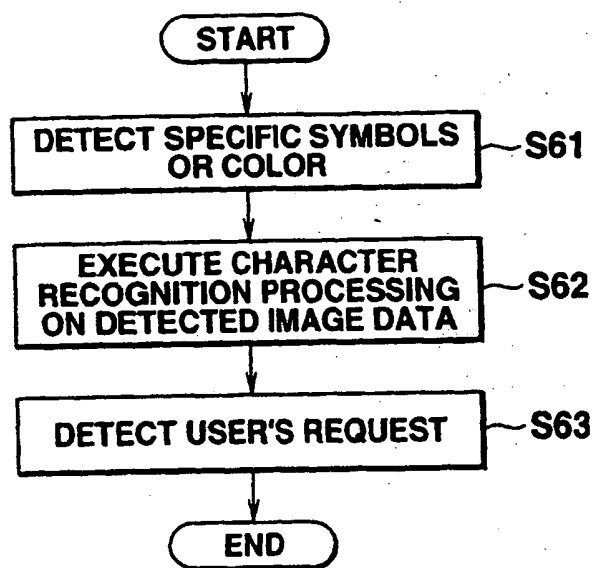 START
DETECT SPECIFIC SYMBOLS
OR COLOR
S61
EXECUTE CHARACTER
RECOGNITION PROCESSING
ON DETECTED IMAGE DATA
S62
DETECT USER'S REQUEST
S63
END